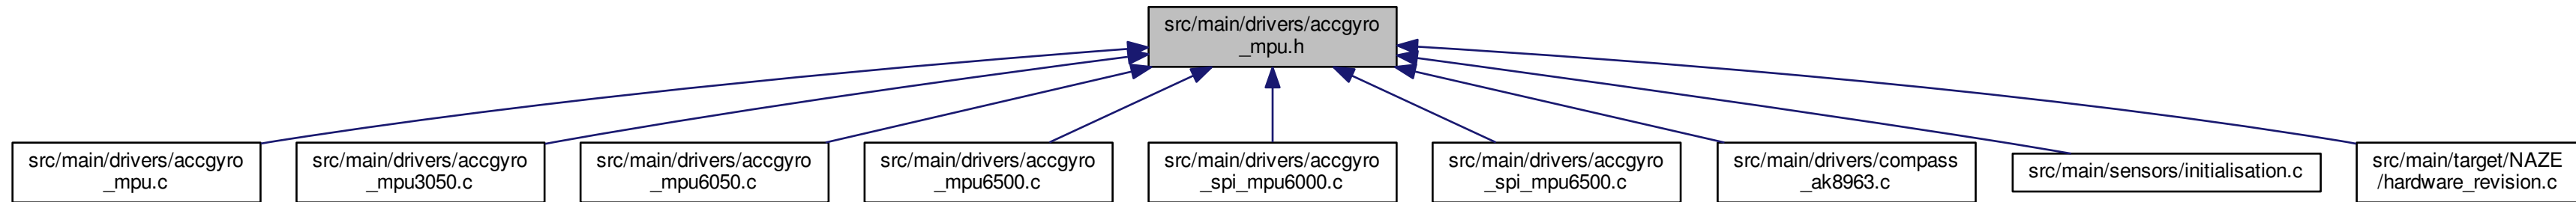 src/main/drivers/accgyro
_mpu.h
src/main/drivers/accgyro
_mpu.c
src/main/drivers/accgyro
_mpu3050.c
src/main/drivers/accgyro
_mpu6050.c
src/main/drivers/accgyro
_mpu6500.c
src/main/drivers/accgyro
_spi_mpu6000.c
src/main/drivers/accgyro
_spi_mpu6500.c
src/main/drivers/compass
_ak8963.c
src/main/sensors/initialisation.c
src/main/target/NAZE
/hardware_revision.c